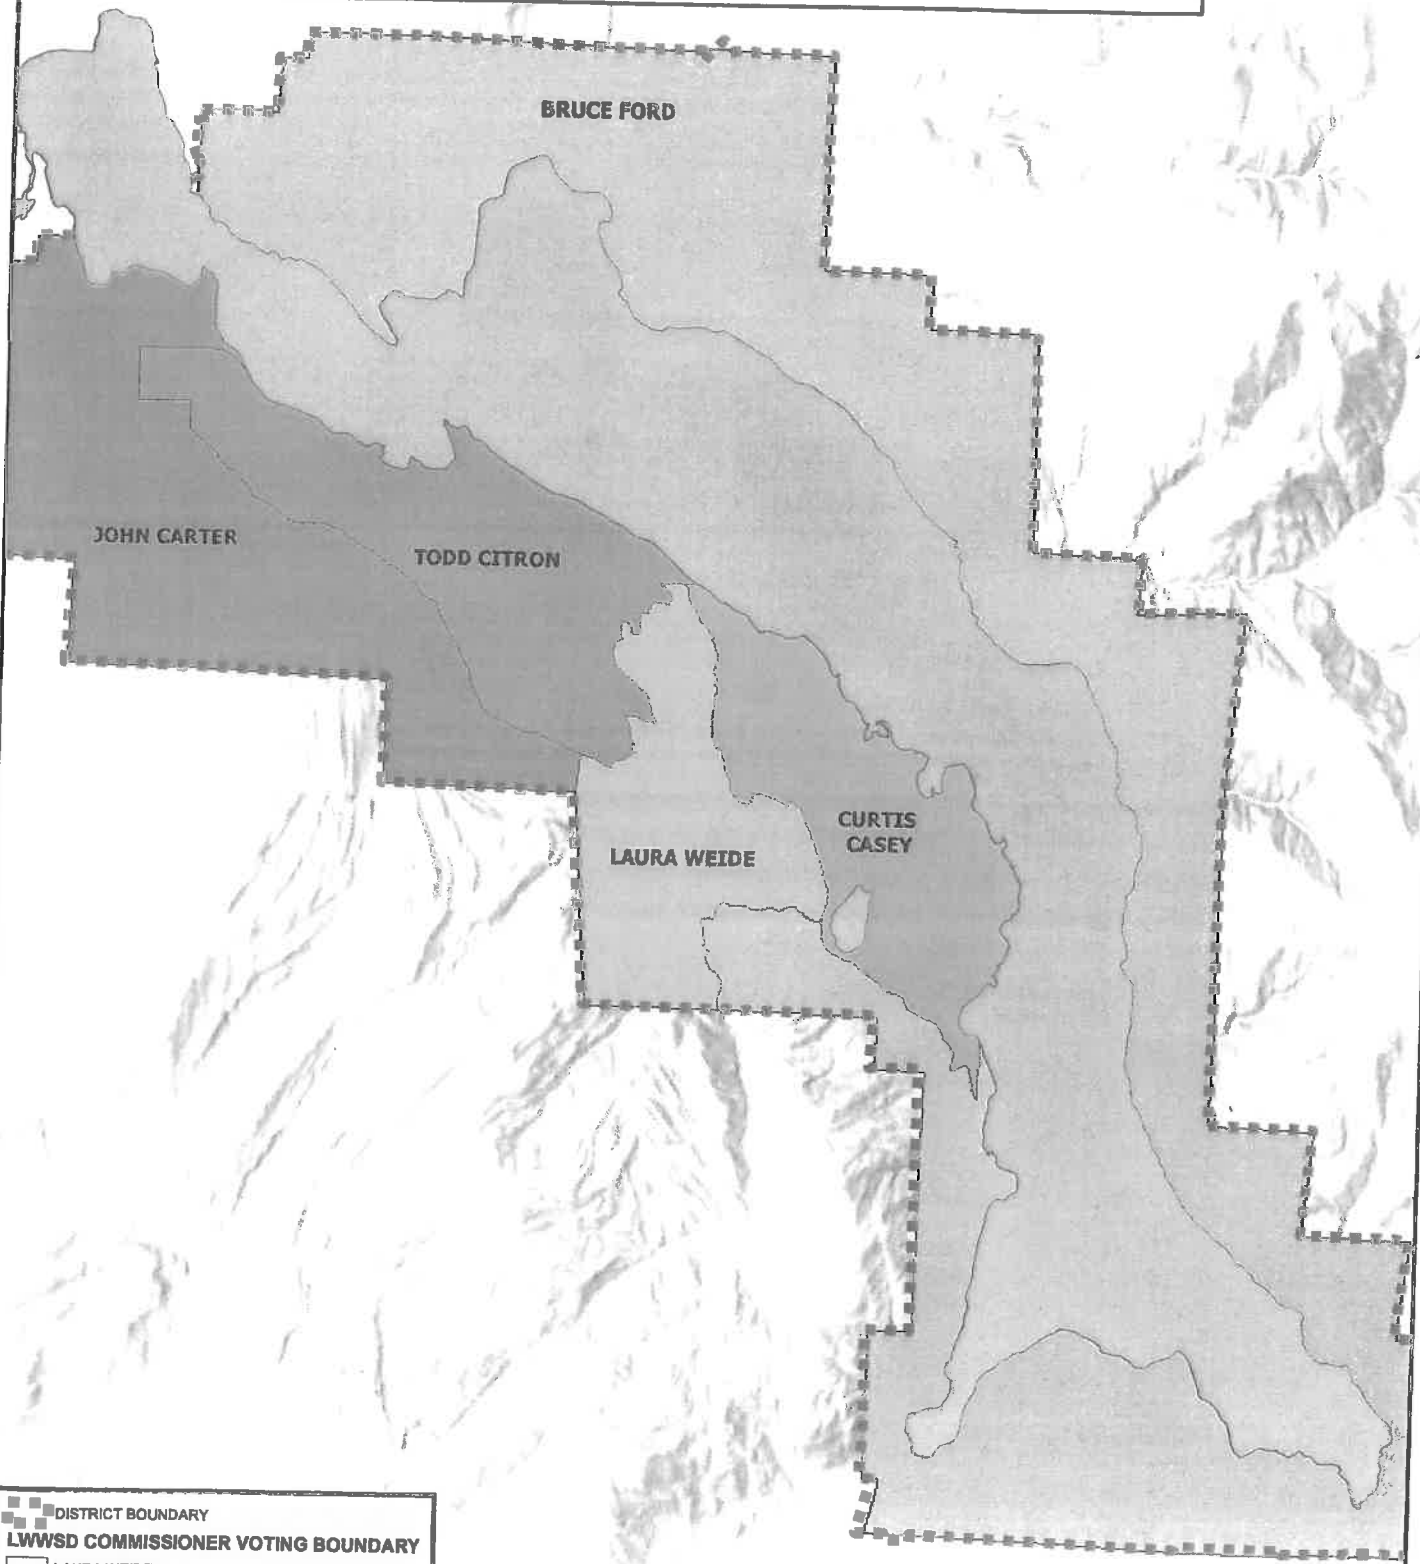 BRUCE FORD
JOHN CARTER
TODD CITRON
CURTIS
CASEY
LAURA WEIDE
DISTRICT BOUNDARY
LWWSD COMMISSIONER VOTING BOUNDARY